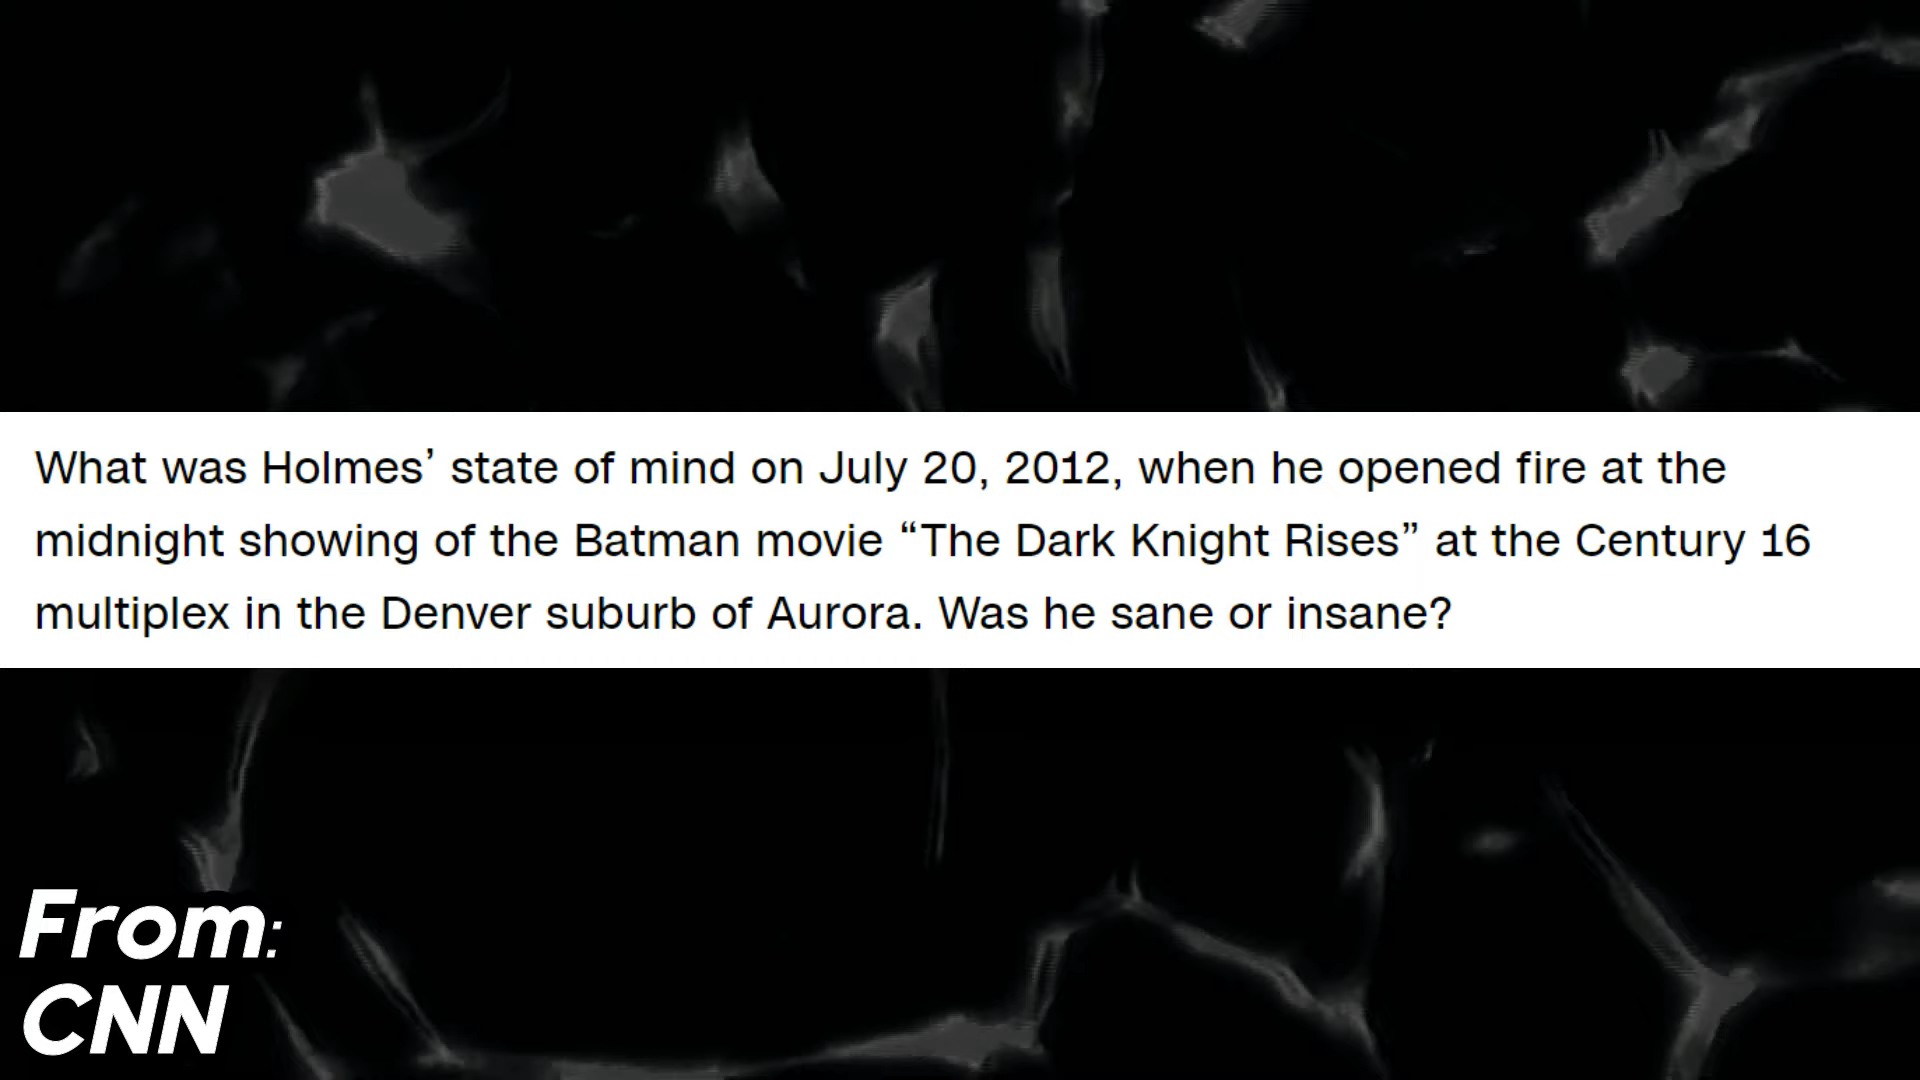 What was Holmes’ state of mind on July 20, 2012, when he opened fire at the
midnight showing of the Batman movie “The Dark Knight Rises” at the Century 16
multiplex in the Denver suburb of Aurora. Was he sane or insane?
From:
CNN